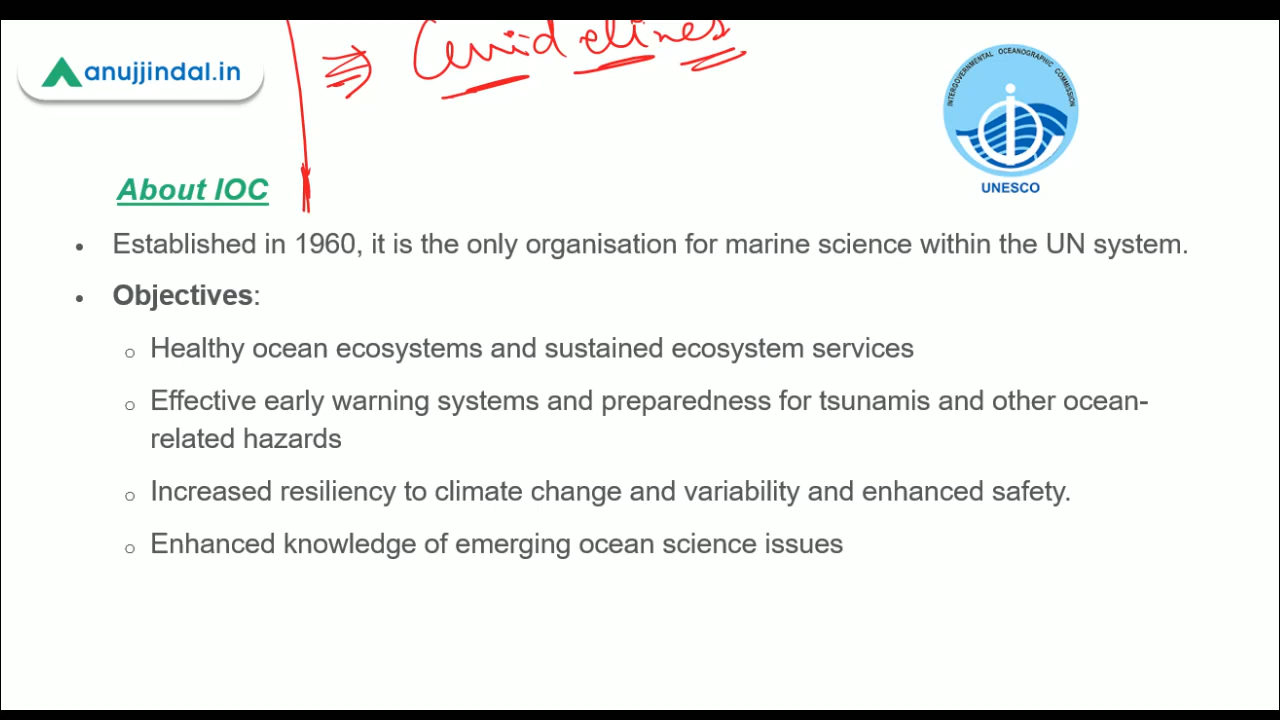 Guidelines
anujjindal.in
INTERGOVERNMENTAL OCEANOGRAPHIC COMMISSION
UNESCO
About IOC
• Established in 1960, it is the only organisation for marine science within the UN system.
• Objectives:
o Healthy ocean ecosystems and sustained ecosystem services
o Effective early warning systems and preparedness for tsunamis and other ocean-
related hazards
o Increased resiliency to climate change and variability and enhanced safety.
o Enhanced knowledge of emerging ocean science issues